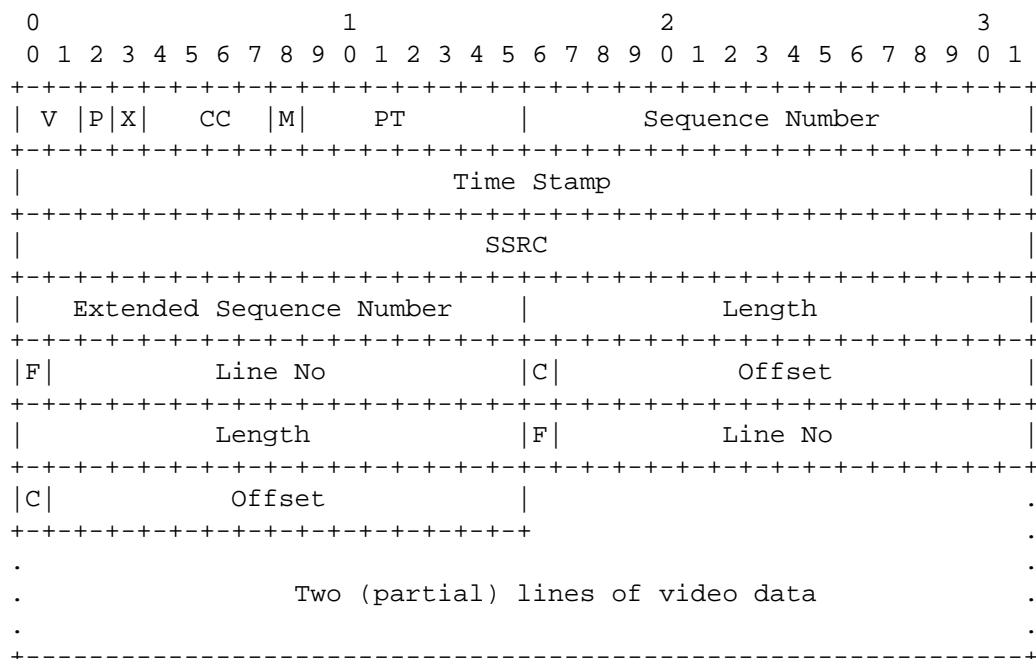 0                   1                   2                   3
 0 1 2 3 4 5 6 7 8 9 0 1 2 3 4 5 6 7 8 9 0 1 2 3 4 5 6 7 8 9 0 1
+-+-+-+-+-+-+-+-+-+-+-+-+-+-+-+-+-+-+-+-+-+-+-+-+-+-+-+-+-+-+-+-+
| V |P|X|   CC  |M|    PT       |       Sequence Number         |
+-+-+-+-+-+-+-+-+-+-+-+-+-+-+-+-+-+-+-+-+-+-+-+-+-+-+-+-+-+-+-+-+
|                           Time Stamp                          |
+-+-+-+-+-+-+-+-+-+-+-+-+-+-+-+-+-+-+-+-+-+-+-+-+-+-+-+-+-+-+-+-+
|                             SSRC                              |
+-+-+-+-+-+-+-+-+-+-+-+-+-+-+-+-+-+-+-+-+-+-+-+-+-+-+-+-+-+-+-+-+
|   Extended Sequence Number    |            Length             |
+-+-+-+-+-+-+-+-+-+-+-+-+-+-+-+-+-+-+-+-+-+-+-+-+-+-+-+-+-+-+-+-+
|F|          Line No            |C|           Offset            |
+-+-+-+-+-+-+-+-+-+-+-+-+-+-+-+-+-+-+-+-+-+-+-+-+-+-+-+-+-+-+-+-+
|            Length             |F|          Line No            |
+-+-+-+-+-+-+-+-+-+-+-+-+-+-+-+-+-+-+-+-+-+-+-+-+-+-+-+-+-+-+-+-+
|C|           Offset            |                               .
+-+-+-+-+-+-+-+-+-+-+-+-+-+-+-+-+                               .
.                                                               .
.                 Two (partial) lines of video data             .
.                                                               .
+---------------------------------------------------------------+